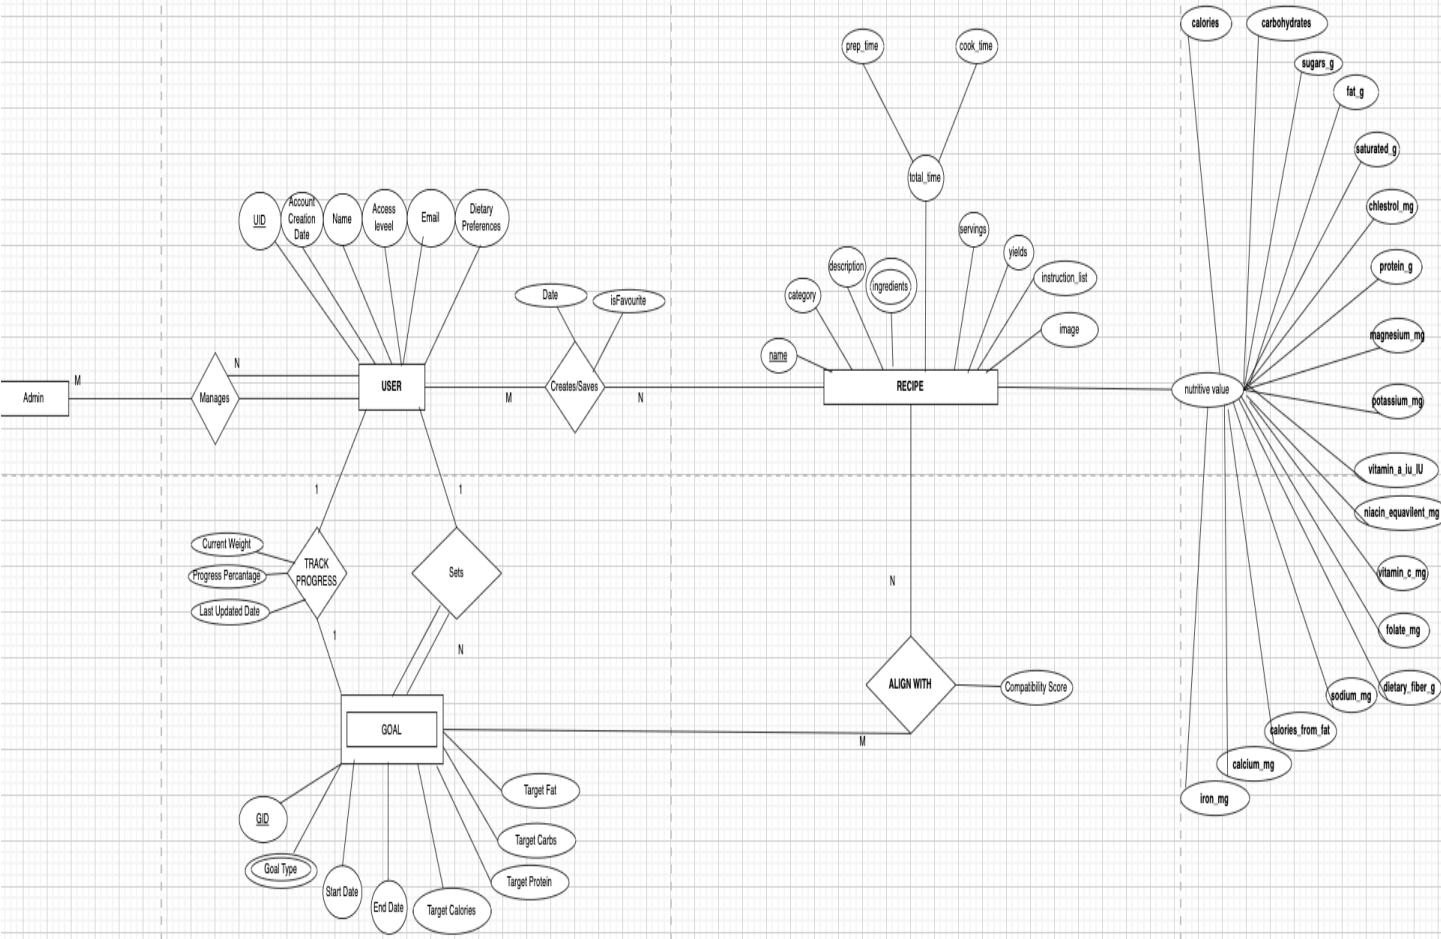 calories
carbohydrates
prep_time
cook_time
sugars_g
fat_g
saturated_g
total_time
chlestrol_mg
UID
Account
Creation
Date
Name
Access
leveel
Email
Dietary
Preferences
servings
yields
description
ingredients
instruction_list
protein_g
category
Date
isFavourite
image
magnesium_mg
name
N
M
Admin
Manages
USER
M
Creates/Saves
N
RECIPE
nutritive value
potassium_mg
vitamin_a_iu_IU
1
1
niacin_equavilent_mg
Current Weight
Progress Percantage
Last Updated Date
TRACK
PROGRESS
Sets
N
vitamin_c_mg
folate_mg
1
N
ALIGN WITH
Compatibility Score
sodium_mg
dietary_fiber_g
GOAL
M
calories_from_fat
calcium_mg
iron_mg
Target Fat
GID
Target Carbs
Goal Type
Target Protein
Start Date
End Date
Target Calories